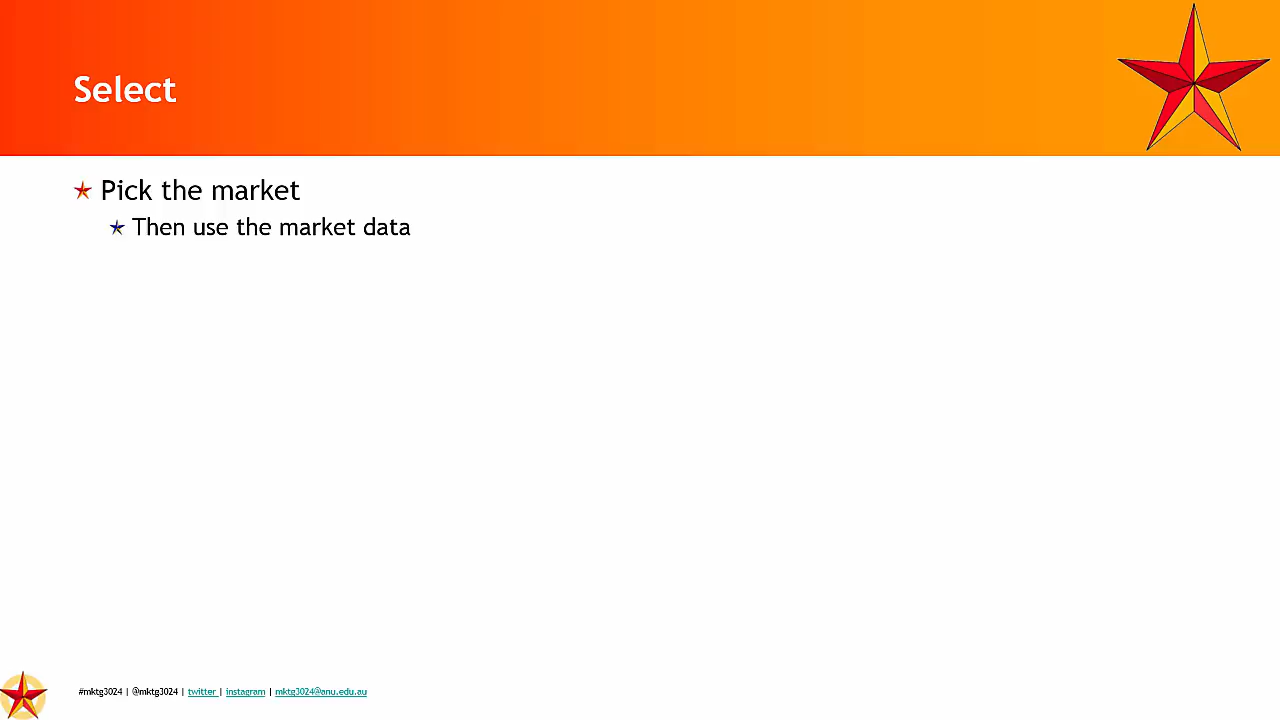 Select
Pick the market
Then use the market data
#mktg3024 | @mktg3024 | twitter | instagram | mktg3024@anu.edu.au